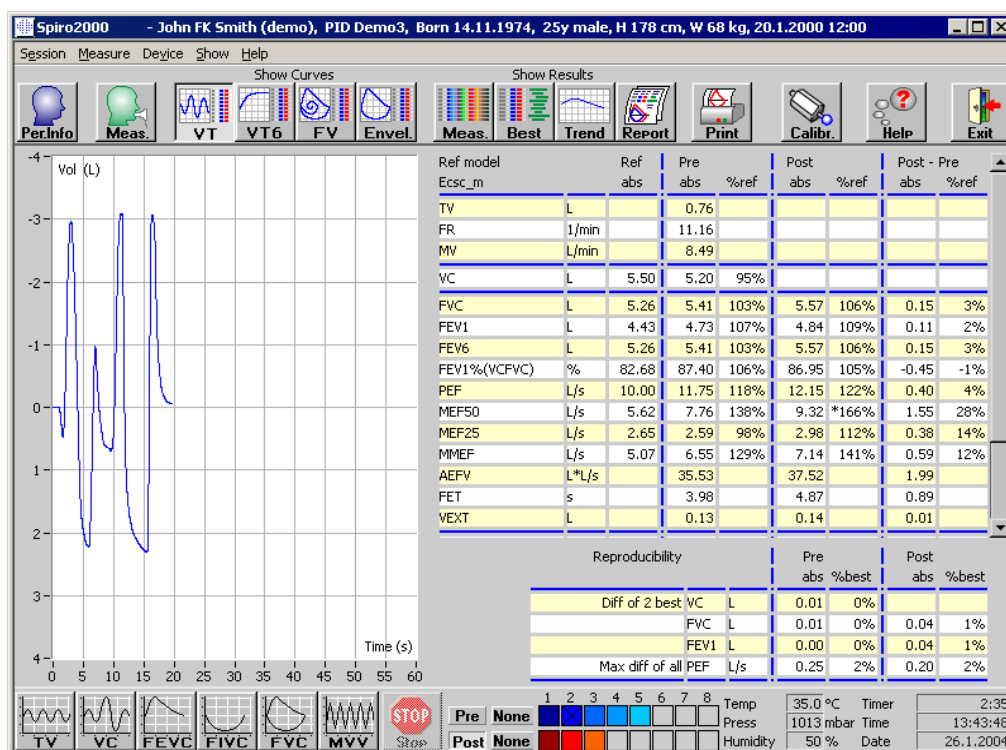 Spiro2000 - John FK Smith (demo), PID Demo3, Born 14.11.1974, 25y male, H 178 cm, W 68 kg, 20.1.2000 12:00
Session Measure Device Show Help
Show Curves Show Results
Per.Info Meas. VT VT6 FV Envel. Meas. Best Trend Report Print Calibr. Help Exit
Vol (L)
-4
-3
-2
-1
0
1
2
3
4
Time (s)
0 5 10 15 20 25 30 35 40 45 50 55 60
Ref model Ref Pre Post Post - Pre
Ecsc_m abs abs %ref abs %ref abs %ref
TV L 0.76
FR 1/min 11.16
MV L/min 8.49
VC L 5.50 5.20 95%
FVC L 5.26 5.41 103% 5.57 106% 0.15 3%
FEV1 L 4.43 4.73 107% 4.84 109% 0.11 2%
FEV6 L 5.26 5.41 103% 5.57 106% 0.15 3%
FEV1%(VCFVC) % 82.68 87.40 106% 86.95 105% -0.45 -1%
PEF L/s 10.00 11.75 118% 12.15 122% 0.40 4%
MEF50 L/s 5.62 7.76 138% 9.32 *166% 1.55 28%
MEF25 L/s 2.65 2.59 98% 2.98 112% 0.38 14%
MMEF L/s 5.07 6.55 129% 7.14 141% 0.59 12%
AEFV L*L/s 35.53 37.52 1.99
FET s 3.98 4.87 0.89
VEXT L 0.13 0.14 0.01
Reproducibility Pre Post
abs %best abs %best
Diff of 2 best VC L 0.01 0%
FVC L 0.01 0% 0.04 1%
FEV1 L 0.00 0% 0.04 1%
Max diff of all PEF L/s 0.25 2% 0.20 2%
TV VC FEVC FIVC FVC MVV STOP Stop
1 2 3 4 5 6 7 8
Pre None
Post None
Temp 35.0 °C Timer 2:35
Press 1013 mbar Time 13:43:48
Humidity 50 % Date 26.1.2004